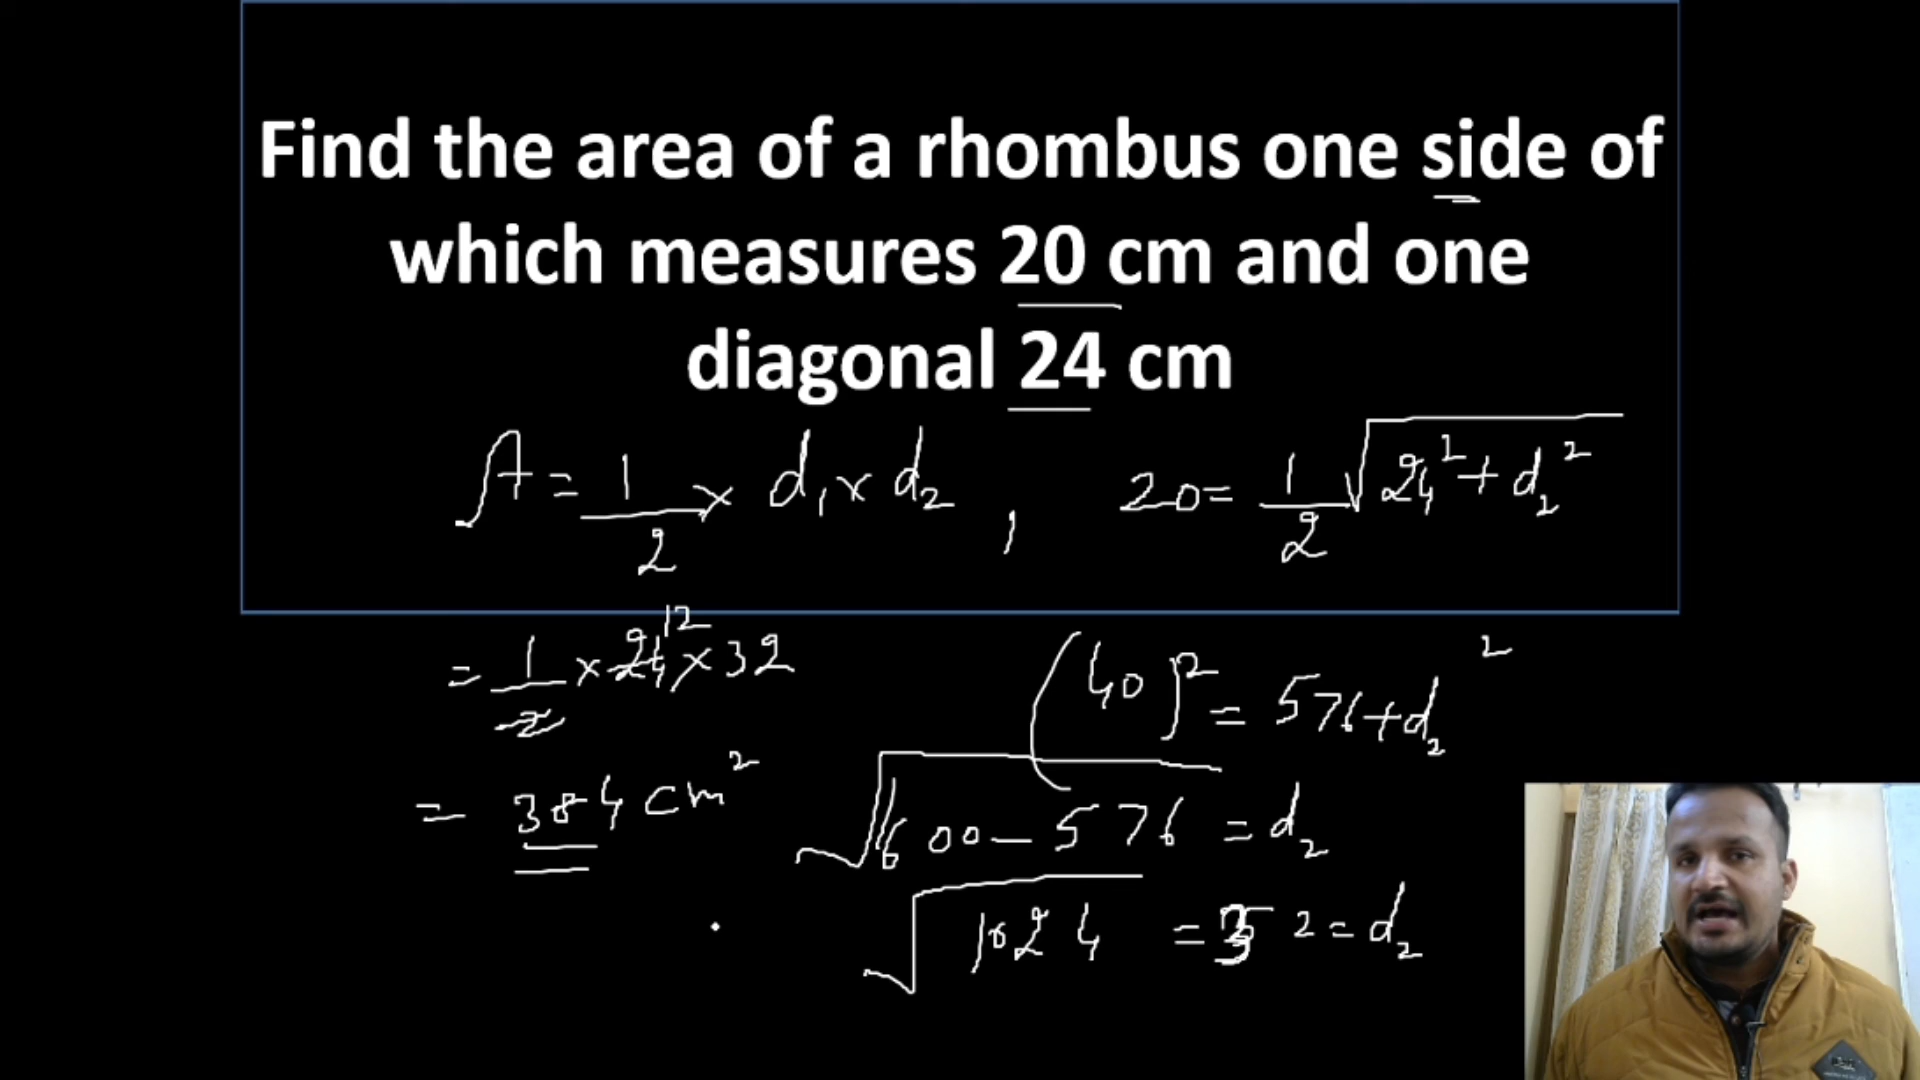 Find the area of a rhombus one side of
which measures 20 cm and one
diagonal 24 cm
A = 1/2 × d₁ × d₂ , 20 = 1/2 √(24² + d₂²)
= 1/2 × 24 12 × 32
(40)² = 576 + d₂²
= 384 cm²
√(1600 – 576) = d₂
√1024 = 32 = d₂